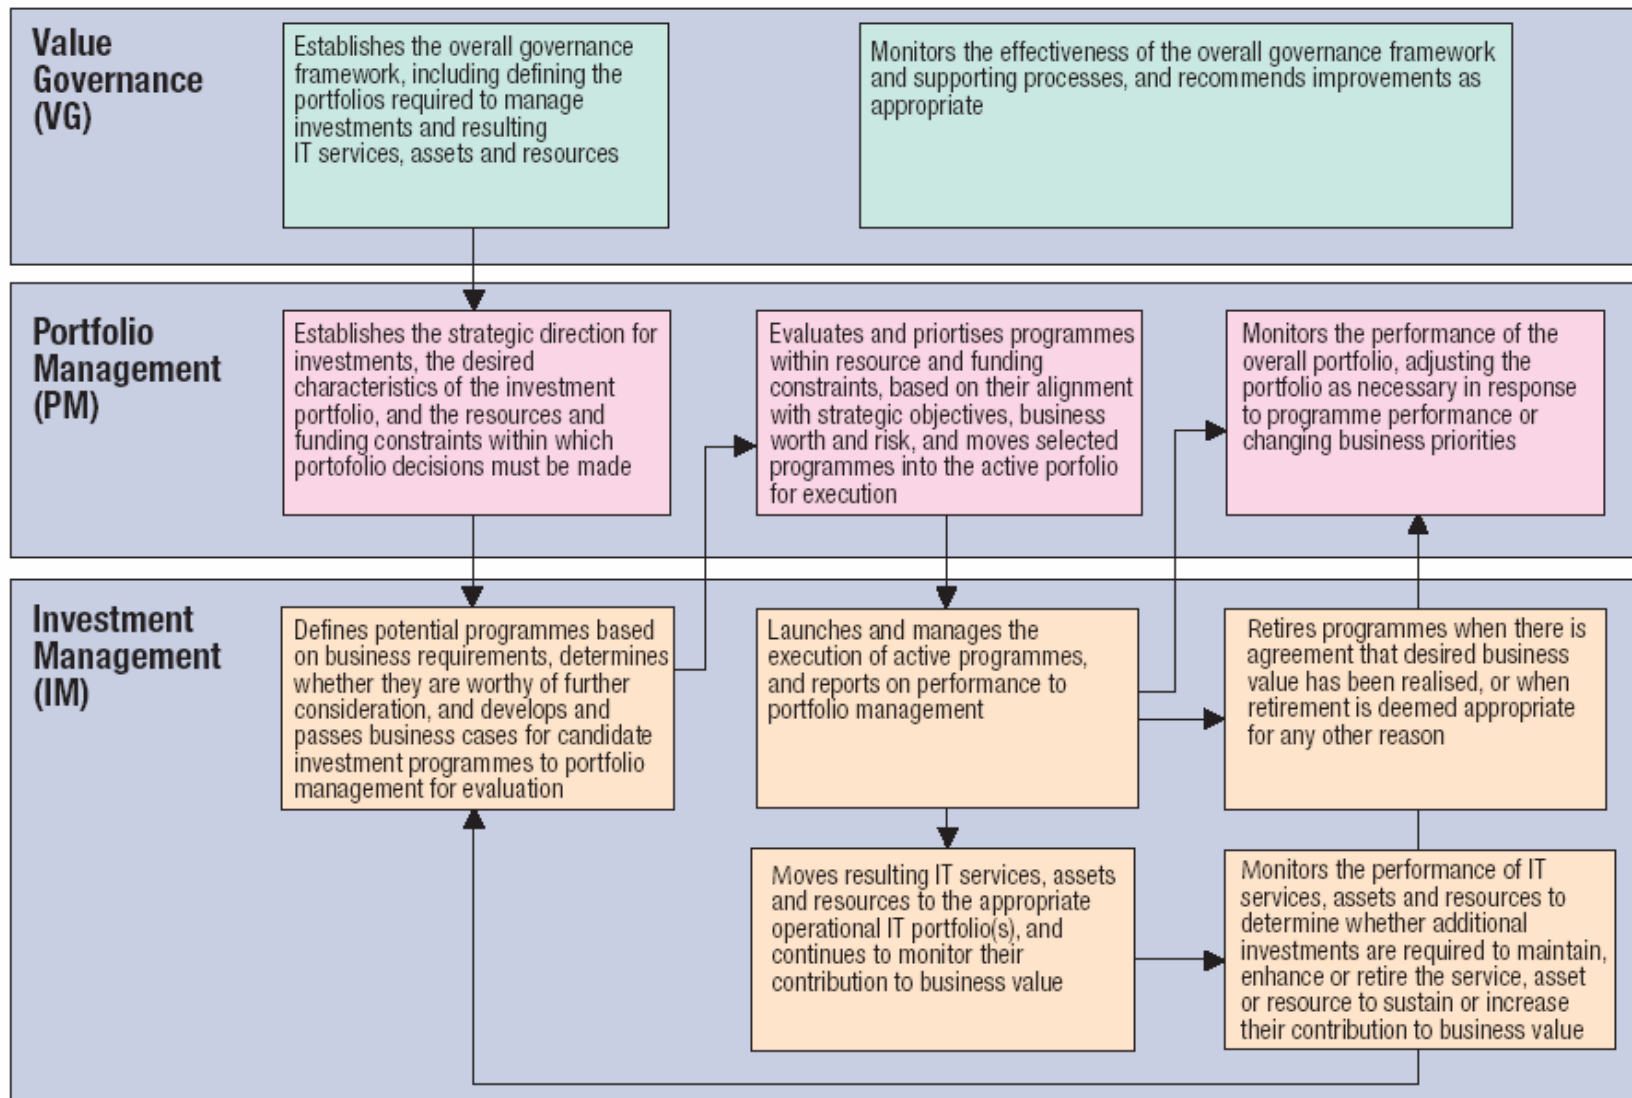 Value
Governance
(VG)
Establishes the overall governance
framework, including defining the
portfolios required to manage
investments and resulting
IT services, assets and resources
Monitors the effectiveness of the overall governance framework
and supporting processes, and recommends improvements as
appropriate
Portfolio
Management
(PM)
Establishes the strategic direction for
investments, the desired
characteristics of the investment
portfolio, and the resources and
funding constraints within which
portofolio decisions must be made
Evaluates and priortises programmes
within resource and funding
constraints, based on their alignment
with strategic objectives, business
worth and risk, and moves selected
programmes into the active porfolio
for execution
Monitors the performance of the
overall portfolio, adjusting the
portfolio as necessary in response
to programme performance or
changing business priorities
Investment
Management
(IM)
Defines potential programmes based
on business requirements, determines
whether they are worthy of further
consideration, and develops and
passes business cases for candidate
investment programmes to portfolio
management for evaluation
Launches and manages the
execution of active programmes,
and reports on performance to
portfolio management
Retires programmes when there is
agreement that desired business
value has been realised, or when
retirement is deemed appropriate
for any other reason
Moves resulting IT services, assets
and resources to the appropriate
operational IT portfolio(s), and
continues to monitor their
contribution to business value
Monitors the performance of IT
services, assets and resources to
determine whether additional
investments are required to maintain,
enhance or retire the service, asset
or resource to sustain or increase
their contribution to business value